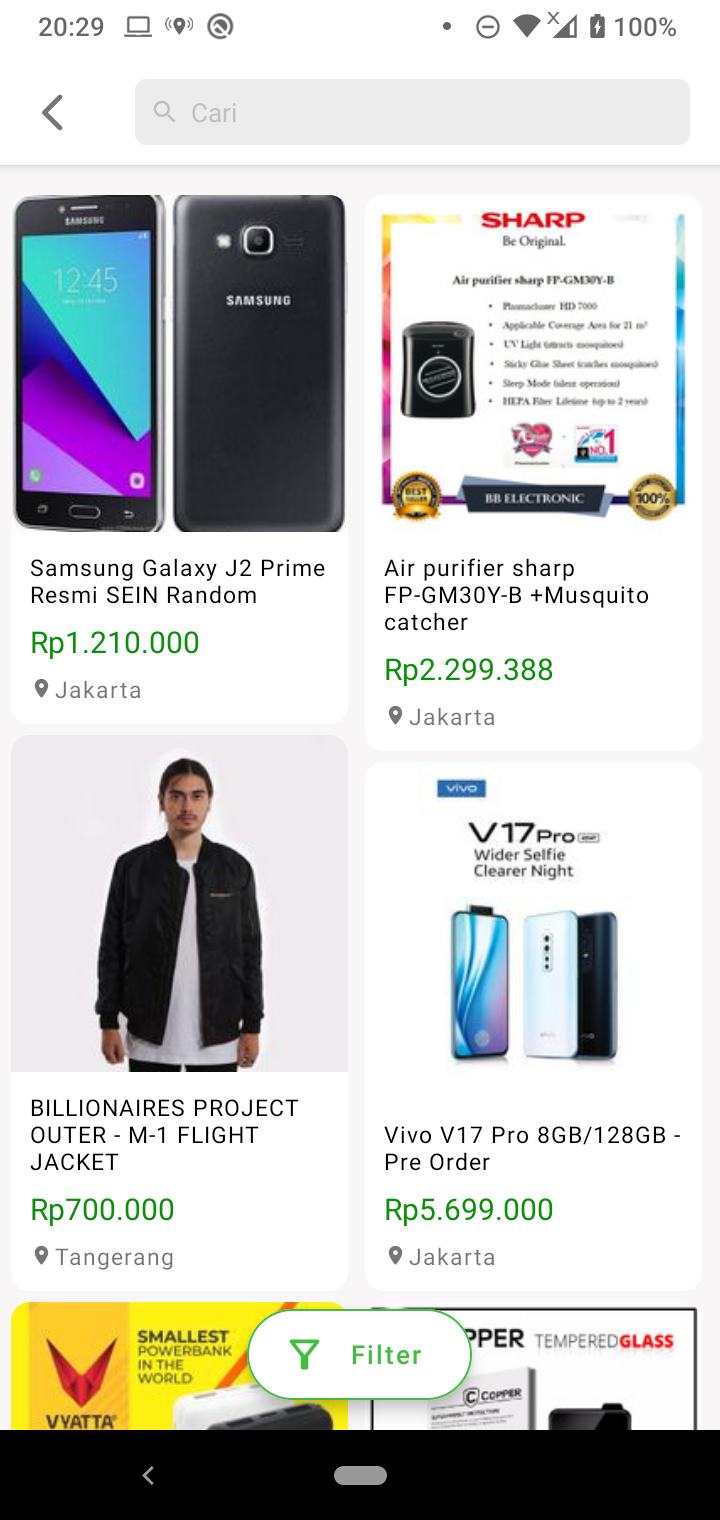 20:29
100%
Cari
SAMSUNG
12:45
SAMSUNG
Samsung Galaxy J2 Prime
Resmi SEIN Random
Rp1.210.000
Jakarta
SHARP
Be Original.
Air purifier sharp FP-GM30Y-B
• Plasmacluster HD 7000
• Applicable Coverage Area for 21 m²
• UV Light (attracts mosquitoes)
• Sticky Glue Sheet (catches mosquitoes)
• Sleep Mode (silent operation)
• HEPA Filter Lifetime (up to 2 years)
NO.1
BEST
SELLER
BB ELECTRONIC
100%
Air purifier sharp
FP-GM30Y-B +Musquito
catcher
Rp2.299.388
Jakarta
BILLIONAIRES PROJECT
OUTER - M-1 FLIGHT
JACKET
Rp700.000
Tangerang
vivo
V17Pro
Wider Selfie
Clearer Night
Vivo V17 Pro 8GB/128GB -
Pre Order
Rp5.699.000
Jakarta
SMALLEST
POWERBANK
IN THE
WORLD
VYATTA
Filter
PPER TEMPEREDGLASS
COPPER